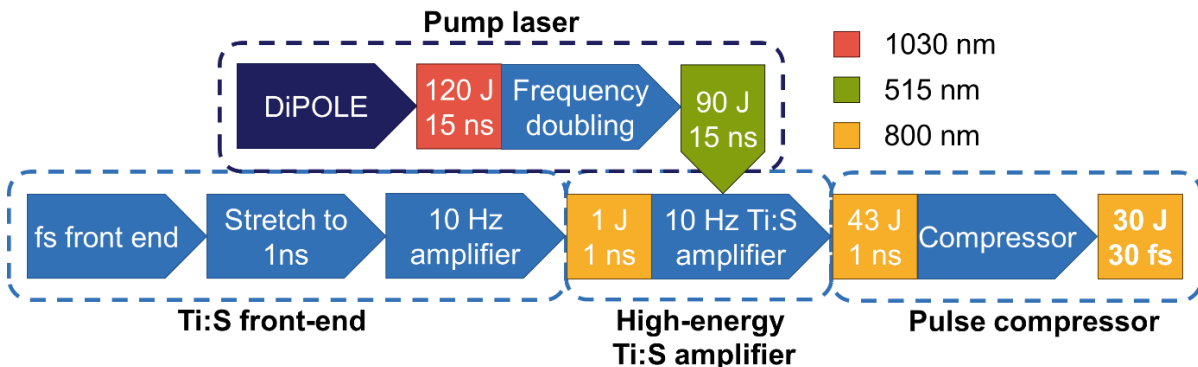 Pump laser
DiPOLE
120 J
15 ns
Frequency
doubling
90 J
15 ns
1030 nm
515 nm
800 nm
fs front end
Stretch to
1ns
10 Hz
amplifier
1 J
1 ns
10 Hz Ti:S
amplifier
43 J
1 ns
Compressor
30 J
30 fs
Ti:S front-end
High-energy
Ti:S amplifier
Pulse compressor